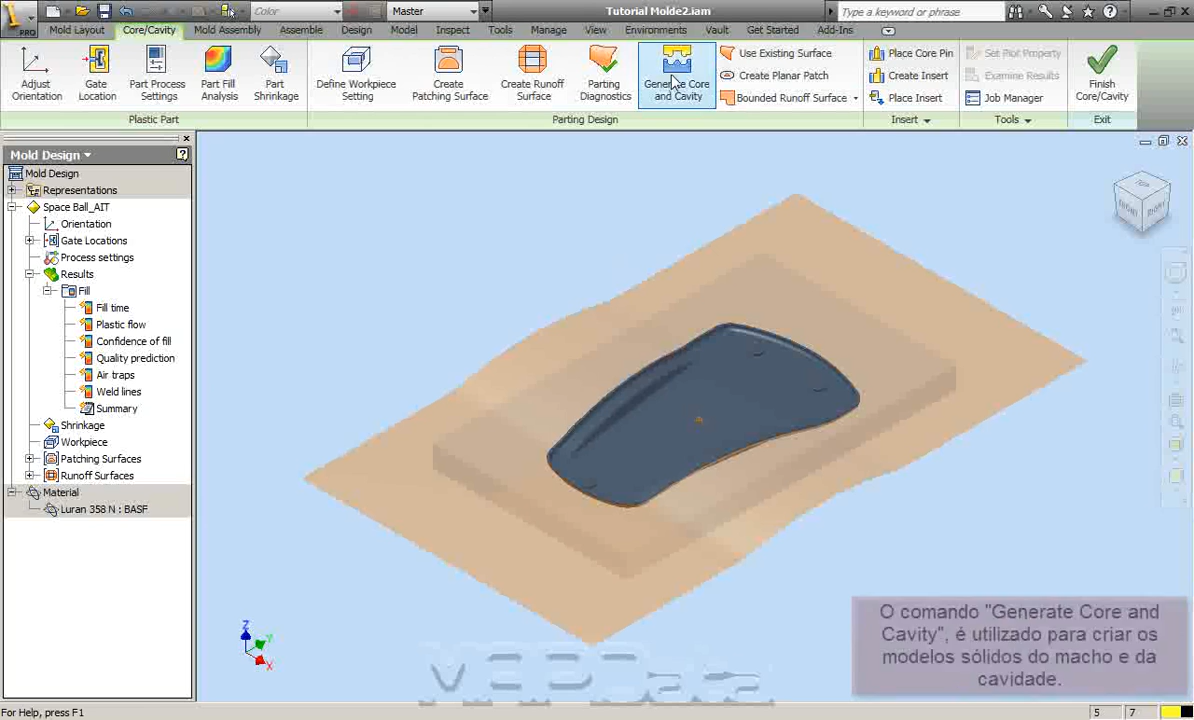 PRO
Color
Master
Tutorial Molde2.iam
Type a keyword or phrase
Mold Layout
Core/Cavity
Mold Assembly
Assemble
Design
Model
Inspect
Tools
Manage
View
Environments
Vault
Get Started
Add-Ins
Adjust
Orientation
Gate
Location
Part Process
Settings
Part Fill
Analysis
Part
Shrinkage
Define Workpiece
Setting
Create
Patching Surface
Create Runoff
Surface
Parting
Diagnostics
Generate Core
and Cavity
Use Existing Surface
Create Planar Patch
Bounded Runoff Surface
Place Core Pin
Create Insert
Place Insert
Set Plot Property
Examine Results
Job Manager
Finish
Core/Cavity
Plastic Part
Parting Design
Insert
Tools
Exit
Mold Design
Mold Design
Representations
Space Ball_AIT
Orientation
Gate Locations
Process settings
Results
Fill
Fill time
Plastic flow
Confidence of fill
Quality prediction
Air traps
Weld lines
Summary
Shrinkage
Workpiece
Patching Surfaces
Runoff Surfaces
Material
Luran 358 N : BASF
TOP
FRONT
RIGHT
Z
Y
X
O comando "Generate Core and
Cavity", é utilizado para criar os
modelos sólidos do macho e da
cavidade.
For Help, press F1
5
7